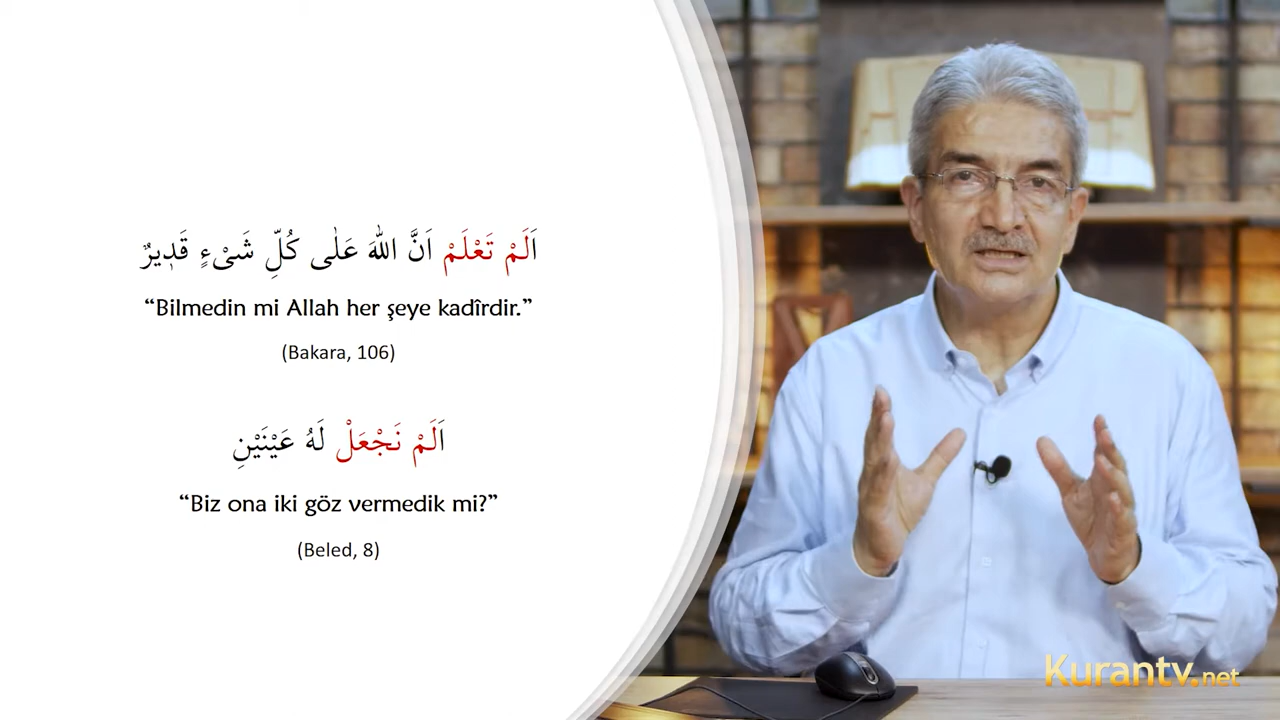 اَلَمْ تَعْلَمْ اَنَّ اللّٰهَ عَلٰى كُلِّ شَىْءٍ قَد۪يرٌ
“Bilmedin mi Allah her şeye kadîrdir.”
(Bakara, 106)
اَلَمْ نَجْعَلْ لَهُ عَيْنَيْنِ
“Biz ona iki göz vermedik mi?”
(Beled, 8)
Kurantv.net